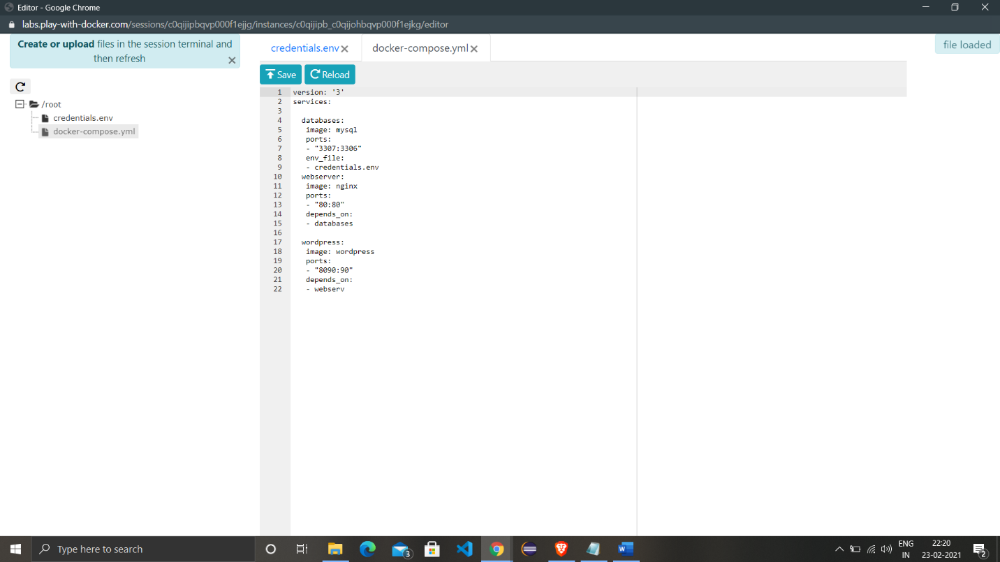 Editor - Google Chrome
labs.play-with-docker.com/sessions/c0qijipbqvp000f1ejjg/instances/c0qijipb_c0qijohbqvp000f1ejkg/editor
Create or upload files in the session terminal and
then refresh
credentials.env
docker-compose.yml
file loaded
Save
Reload
/root
credentials.env
docker-compose.yml
1 version: '3'
2 services:
3
4 databases:
5 image: mysql
6 ports:
7 - "3307:3306"
8 env_file:
9 - credentials.env
10 webserver:
11 image: nginx
12 ports:
13 - "80:80"
14 depends_on:
15 - databases
16
17 wordpress:
18 image: wordpress
19 ports:
20 - "8090:90"
21 depends_on:
22 - webserv
Type here to search
3
W
ENG
IN
22:20
23-02-2021
2